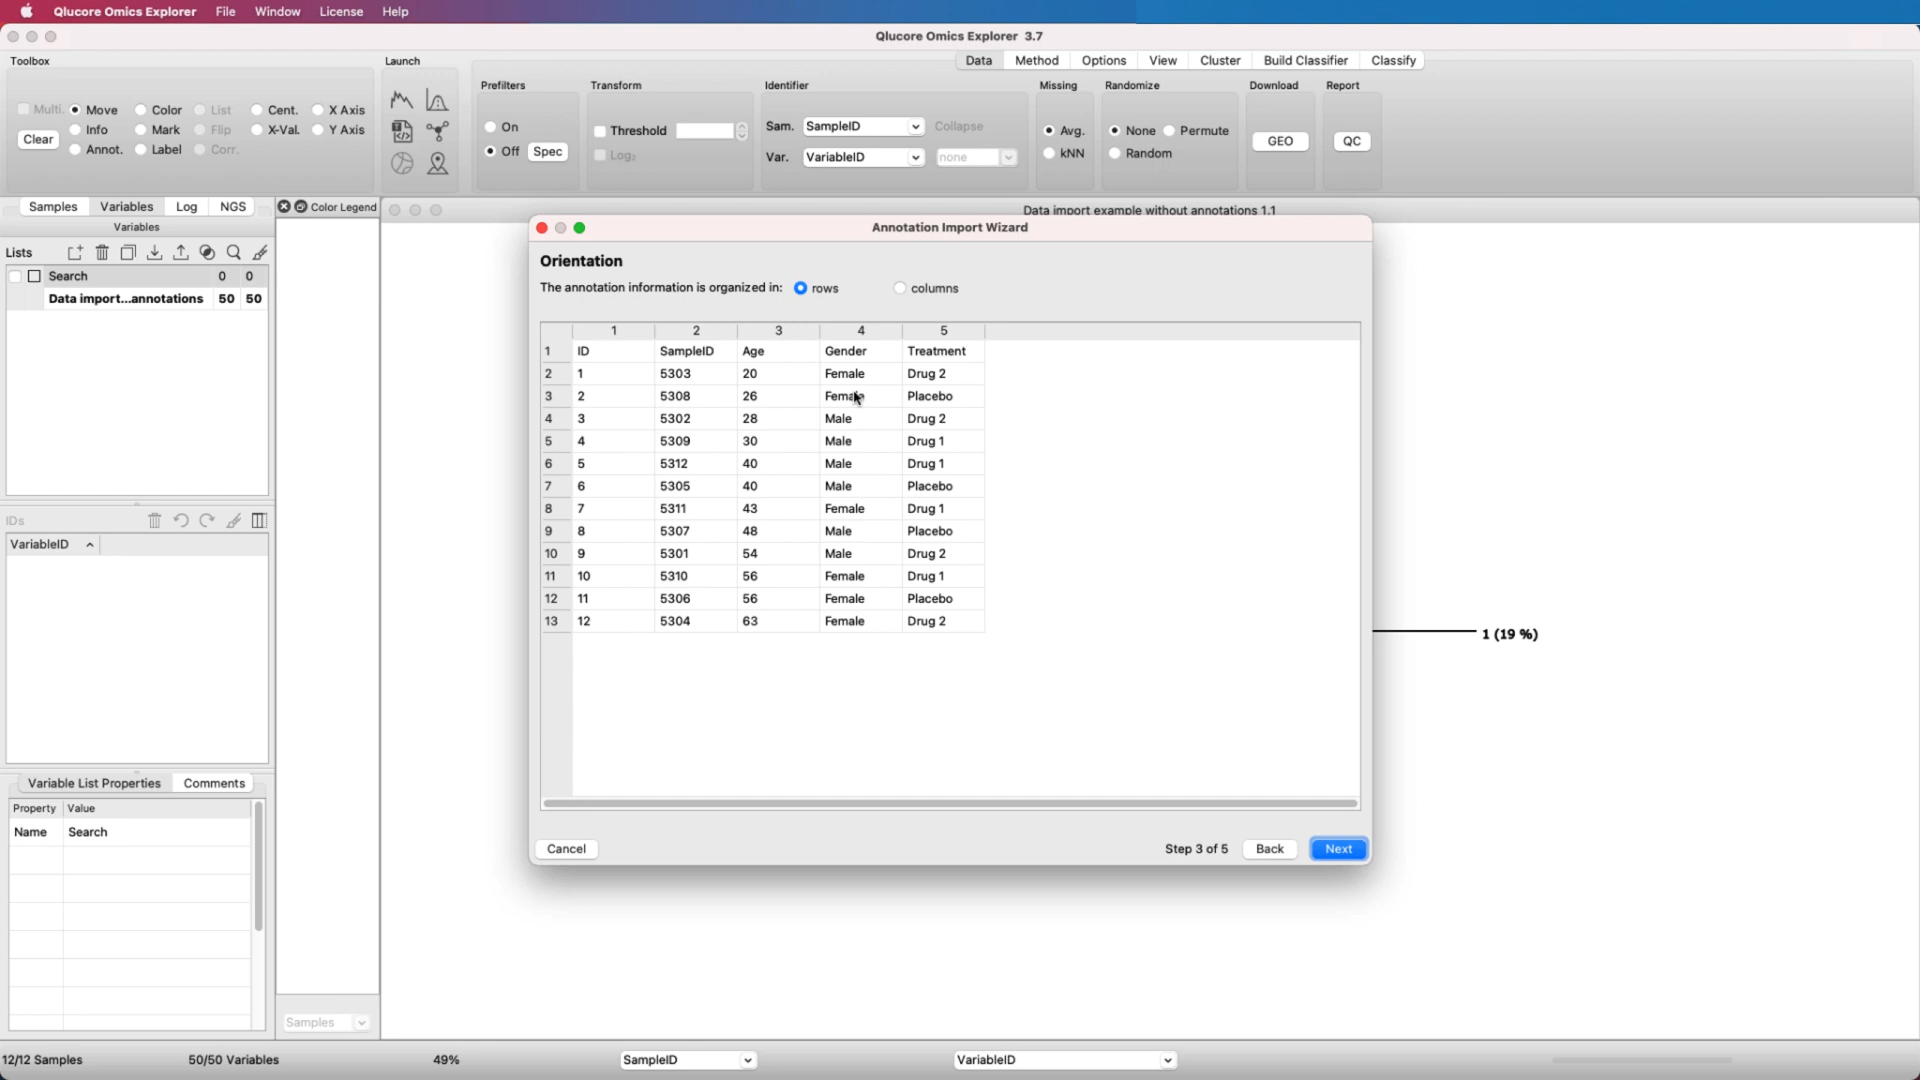 Qlucore Omics Explorer File Window License Help
Qlucore Omics Explorer 3.7
Toolbox
Launch
Data Method Options View Cluster Build Classifier Classify
Prefilters Transform Identifier Missing Randomize Download Report
Multi. Move Color List Cent. X Axis
Clear Info Mark Flip X-Val. Y Axis
Annot. Label Corr.
On
Off Spec
Threshold
Log₂
Sam. SampleID Collapse
Var. VariableID none
Avg.
kNN
None Permute
Random
GEO
QC
Samples Variables Log NGS
Variables
Lists
Search 0 0
Data import...annotations 50 50
IDs
VariableID
Variable List Properties Comments
Property Value
Name Search
Color Legend
Samples
Data import example without annotations 1.1
Annotation Import Wizard
Orientation
The annotation information is organized in: rows columns
1 2 3 4 5
1 ID SampleID Age Gender Treatment
2 1 5303 20 Female Drug 2
3 2 5308 26 Female Placebo
4 3 5302 28 Male Drug 2
5 4 5309 30 Male Drug 1
6 5 5312 40 Male Drug 1
7 6 5305 40 Male Placebo
8 7 5311 43 Female Drug 1
9 8 5307 48 Male Placebo
10 9 5301 54 Male Drug 2
11 10 5310 56 Female Drug 1
12 11 5306 56 Female Placebo
13 12 5304 63 Female Drug 2
Cancel Step 3 of 5 Back Next
1 (19 %)
12/12 Samples 50/50 Variables 49% SampleID VariableID